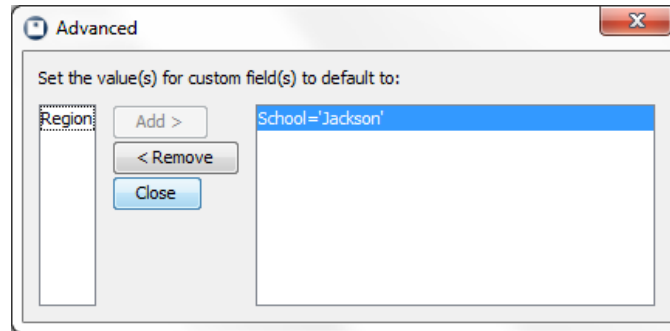 Advanced
Set the value(s) for custom field(s) to default to:
Region
Add >
< Remove
Close
School='Jackson'